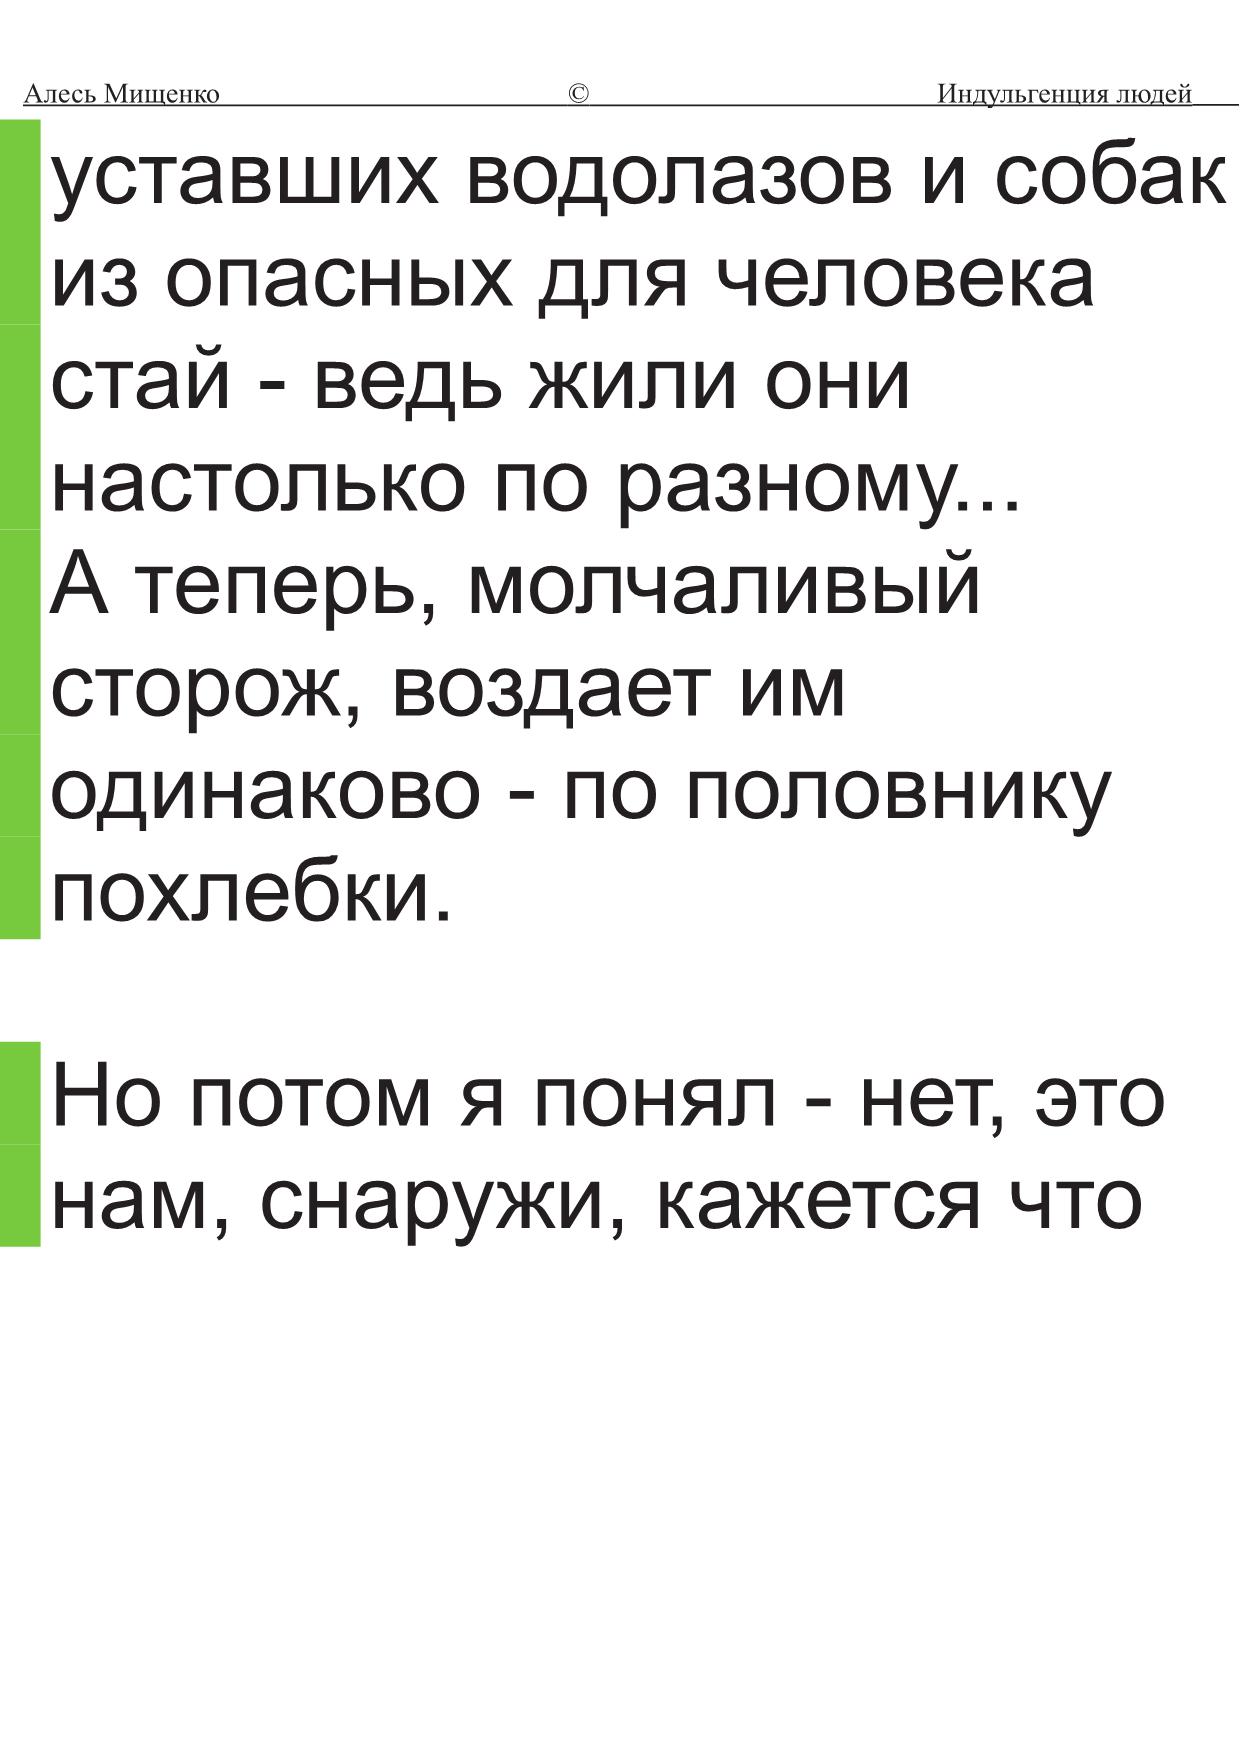 Алесь Мищенко © Индульгенция людей
уставших водолазов и собак
из опасных для человека
стай - ведь жили они
настолько по разному...
А теперь, молчаливый
сторож, воздает им
одинаково - по половнику
похлебки.
Но потом я понял - нет, это
нам, снаружи, кажется что